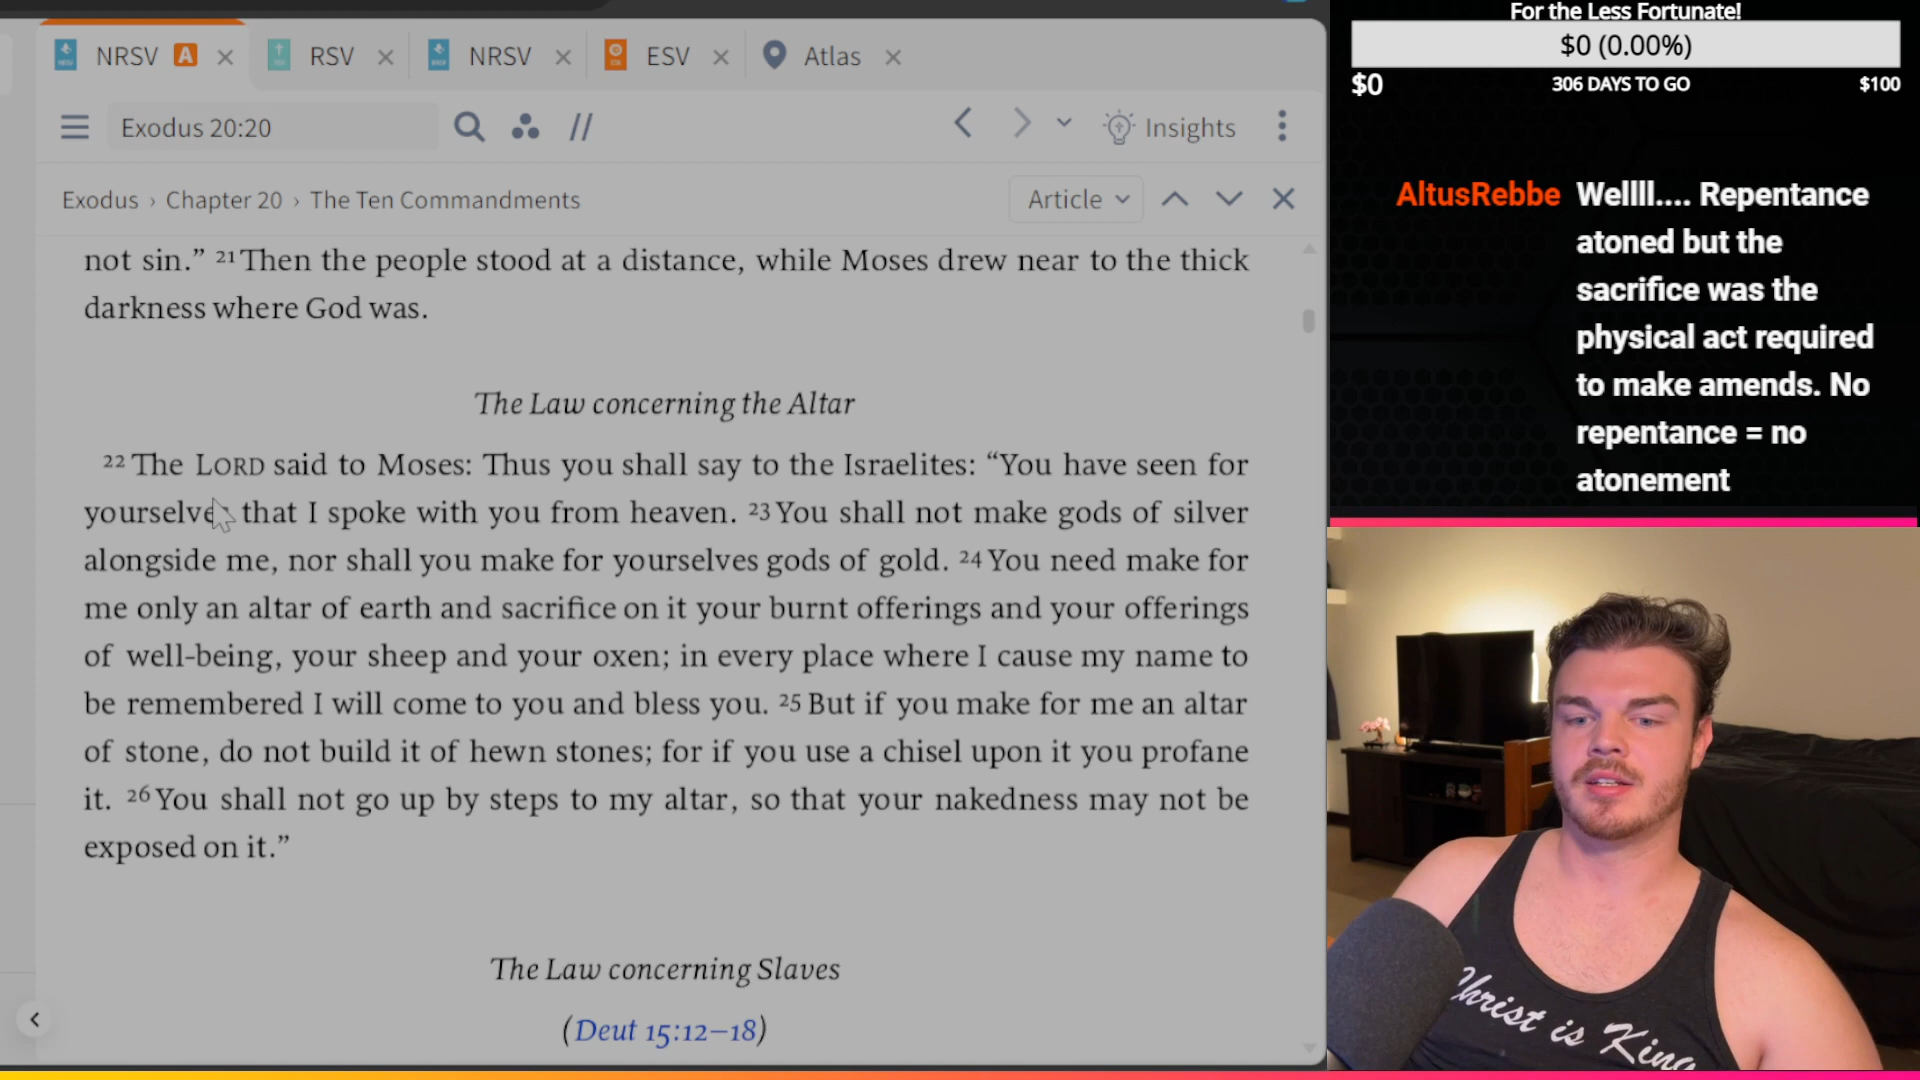 NRSV A
RSV
NRSV
ESV
Atlas
Exodus 20:20
Insights
Exodus › Chapter 20 › The Ten Commandments
Article
not sin.” 21 Then the people stood at a distance, while Moses drew near to the thick
darkness where God was.
The Law concerning the Altar
22 The LORD said to Moses: Thus you shall say to the Israelites: “You have seen for
yourselves that I spoke with you from heaven. 23 You shall not make gods of silver
alongside me, nor shall you make for yourselves gods of gold. 24 You need make for
me only an altar of earth and sacrifice on it your burnt offerings and your offerings
of well-being, your sheep and your oxen; in every place where I cause my name to
be remembered I will come to you and bless you. 25 But if you make for me an altar
of stone, do not build it of hewn stones; for if you use a chisel upon it you profane
it. 26 You shall not go up by steps to my altar, so that your nakedness may not be
exposed on it.”
The Law concerning Slaves
(Deut 15:12–18)
For the Less Fortunate!
$0 (0.00%)
$0 306 DAYS TO GO $100
AltusRebbe Wellll.... Repentance
atoned but the
sacrifice was the
physical act required
to make amends. No
repentance = no
atonement
Christ is King